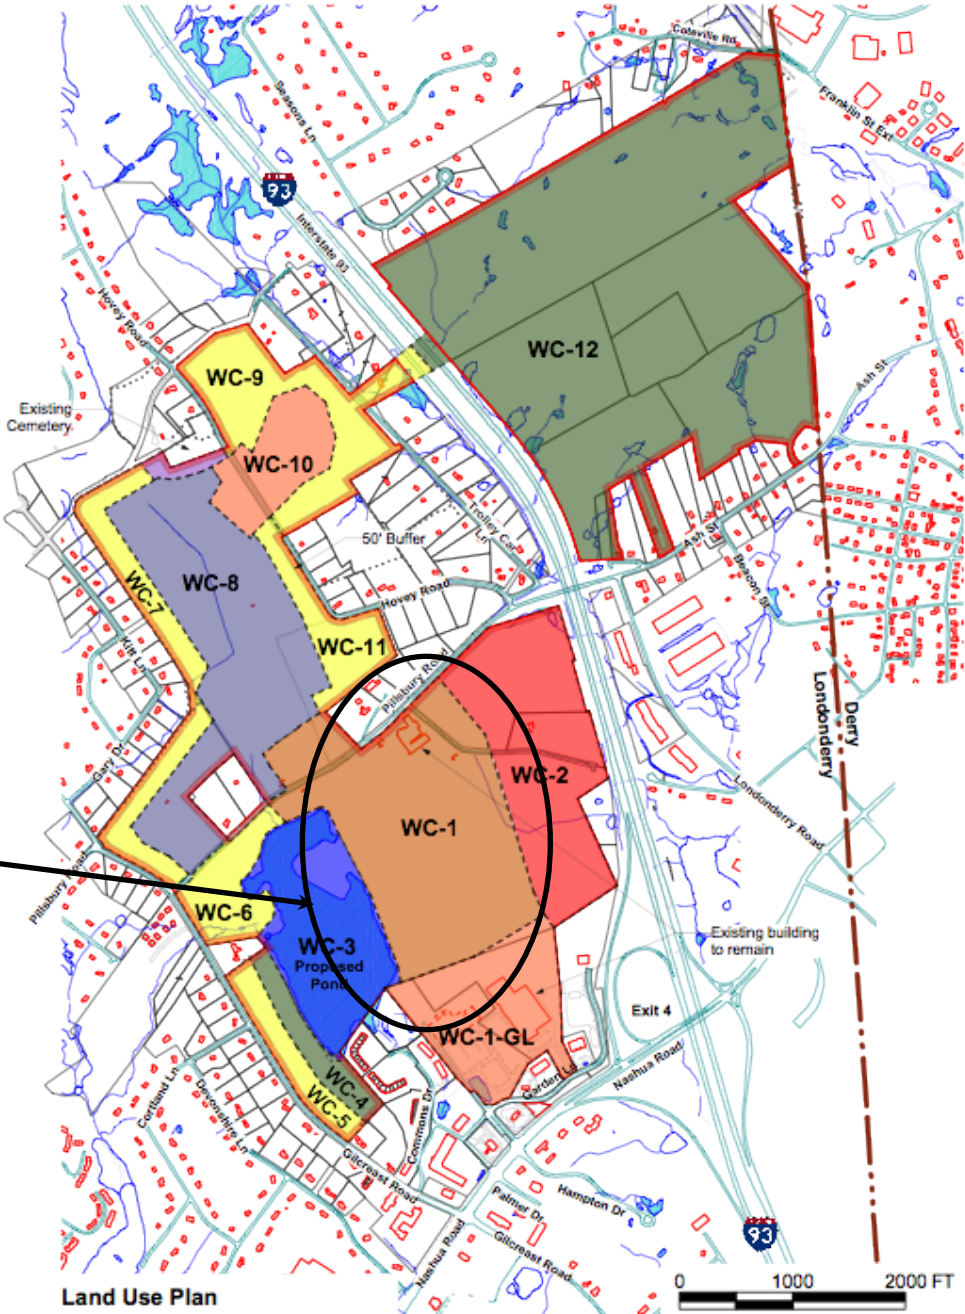 Coteville Rd
Franklin St Ext
Seasons Ln
93
Interstate 93
Hovey Road
WC-12
WC-9
Ash St
Existing
Cemetery
WC-10
Trolley Car
Ln
50' Buffer
Ash St
WC-8
WC-7
Beacon St
Hovey Road
Kitt Ln
WC-11
Pillsbury Road
Derry
Londonderry
Gary Dr
WC-2
Londonderry Road
WC-1
Pillsbury Road
WC-6
WC-3
Proposed
Pond
Existing building
to remain
Exit 4
WC-1-GL
Nashua Road
Garden Ln
WC-4
WC-5
Cortland Ln
Devonshire Ln
Commons Dr
Gilcreast Road
Palmer Dr
Hampton Dr
Nashua Road
Gilcreast Road
93
Land Use Plan
0 1000 2000 FT